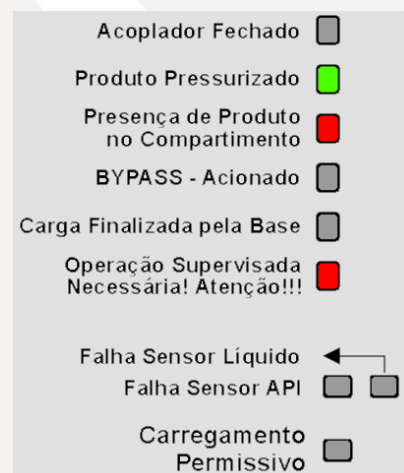 Acoplador Fechado
Produto Pressurizado
Presença de Produto
no Compartimento
BYPASS - Acionado
Carga Finalizada pela Base
Operação Supervisada
Necessária! Atenção!!!
Falha Sensor Líquido
Falha Sensor API
Carregamento
Permissivo